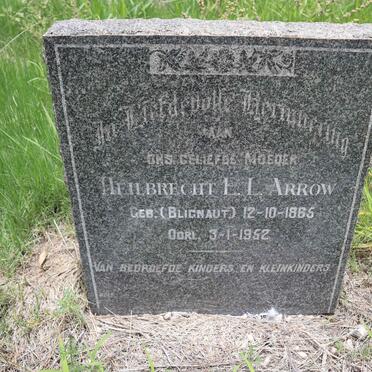 In Liefdevolle Herinnering
AAN
ONS GELIEFDE MOEDER
HEILBRECHT E. L. ARROW
GEB. (BLIGNAUT) 12-10-1865
OORL. 3-1-1952
VAN BEDROEFDE KINDERS EN KLEINKINDERS